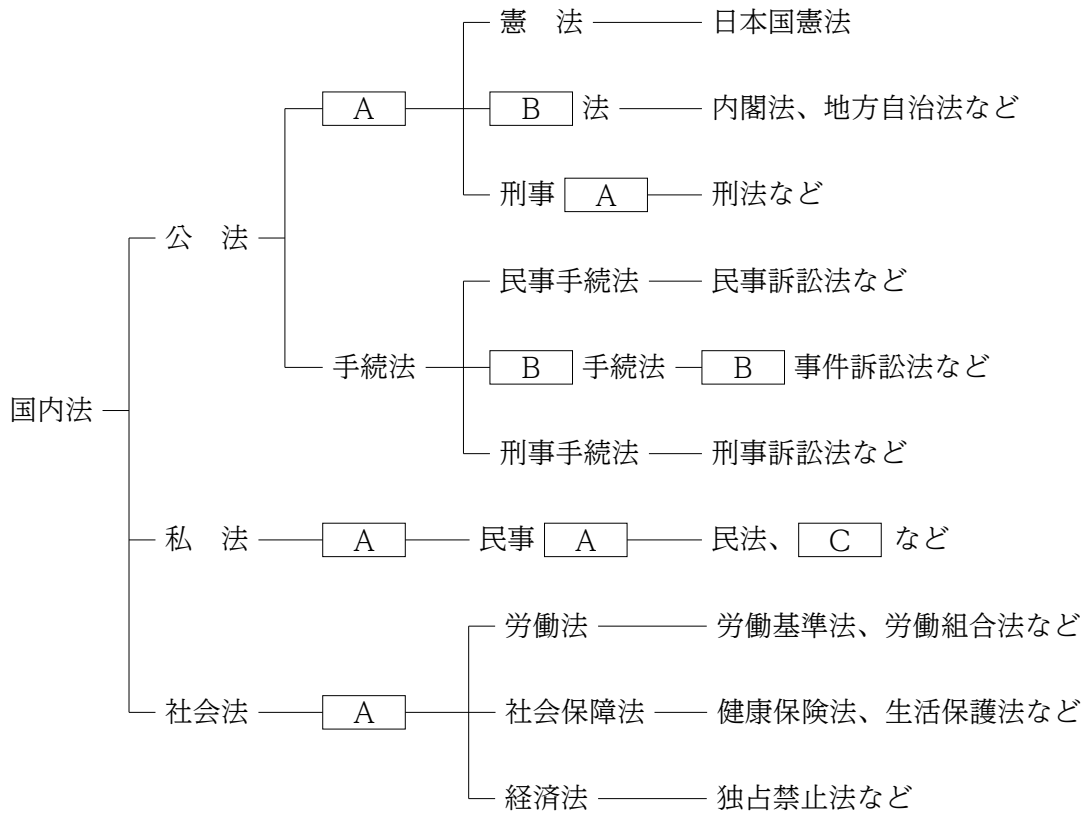 憲　法 日本国憲法
A B 法 内閣法、地方自治法など
刑事 A 刑法など
公　法
民事手続法 民事訴訟法など
手続法 B 手続法 B 事件訴訟法など
国内法
刑事手続法 刑事訴訟法など
私　法 A 民事 A 民法、 C など
労働法 労働基準法、労働組合法など
社会法 A 社会保障法 健康保険法、生活保護法など
経済法 独占禁止法など